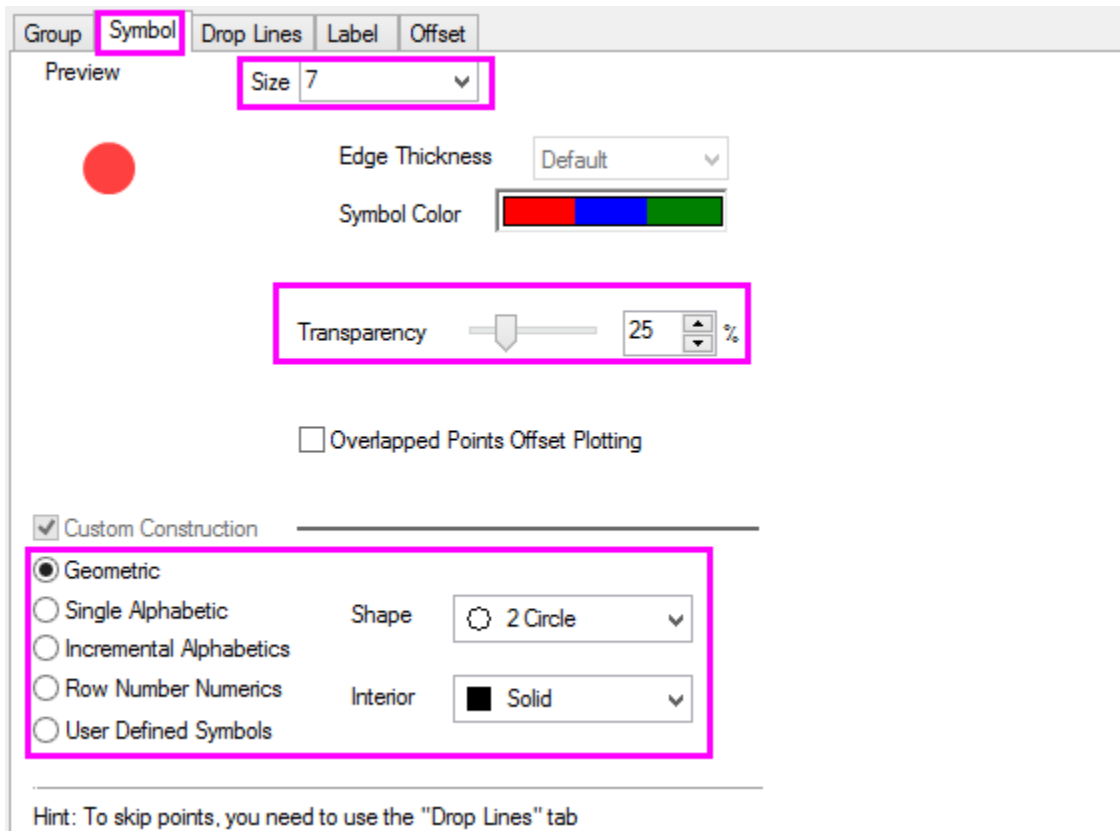 Group Symbol Drop Lines Label Offset
Preview
Size 7
Edge Thickness Default
Symbol Color
Transparency 25 %
Overlapped Points Offset Plotting
Custom Construction
Geometric
Single Alphabetic
Shape 2 Circle
Incremental Alphabetics
Row Number Numerics
Interior Solid
User Defined Symbols
Hint: To skip points, you need to use the "Drop Lines" tab